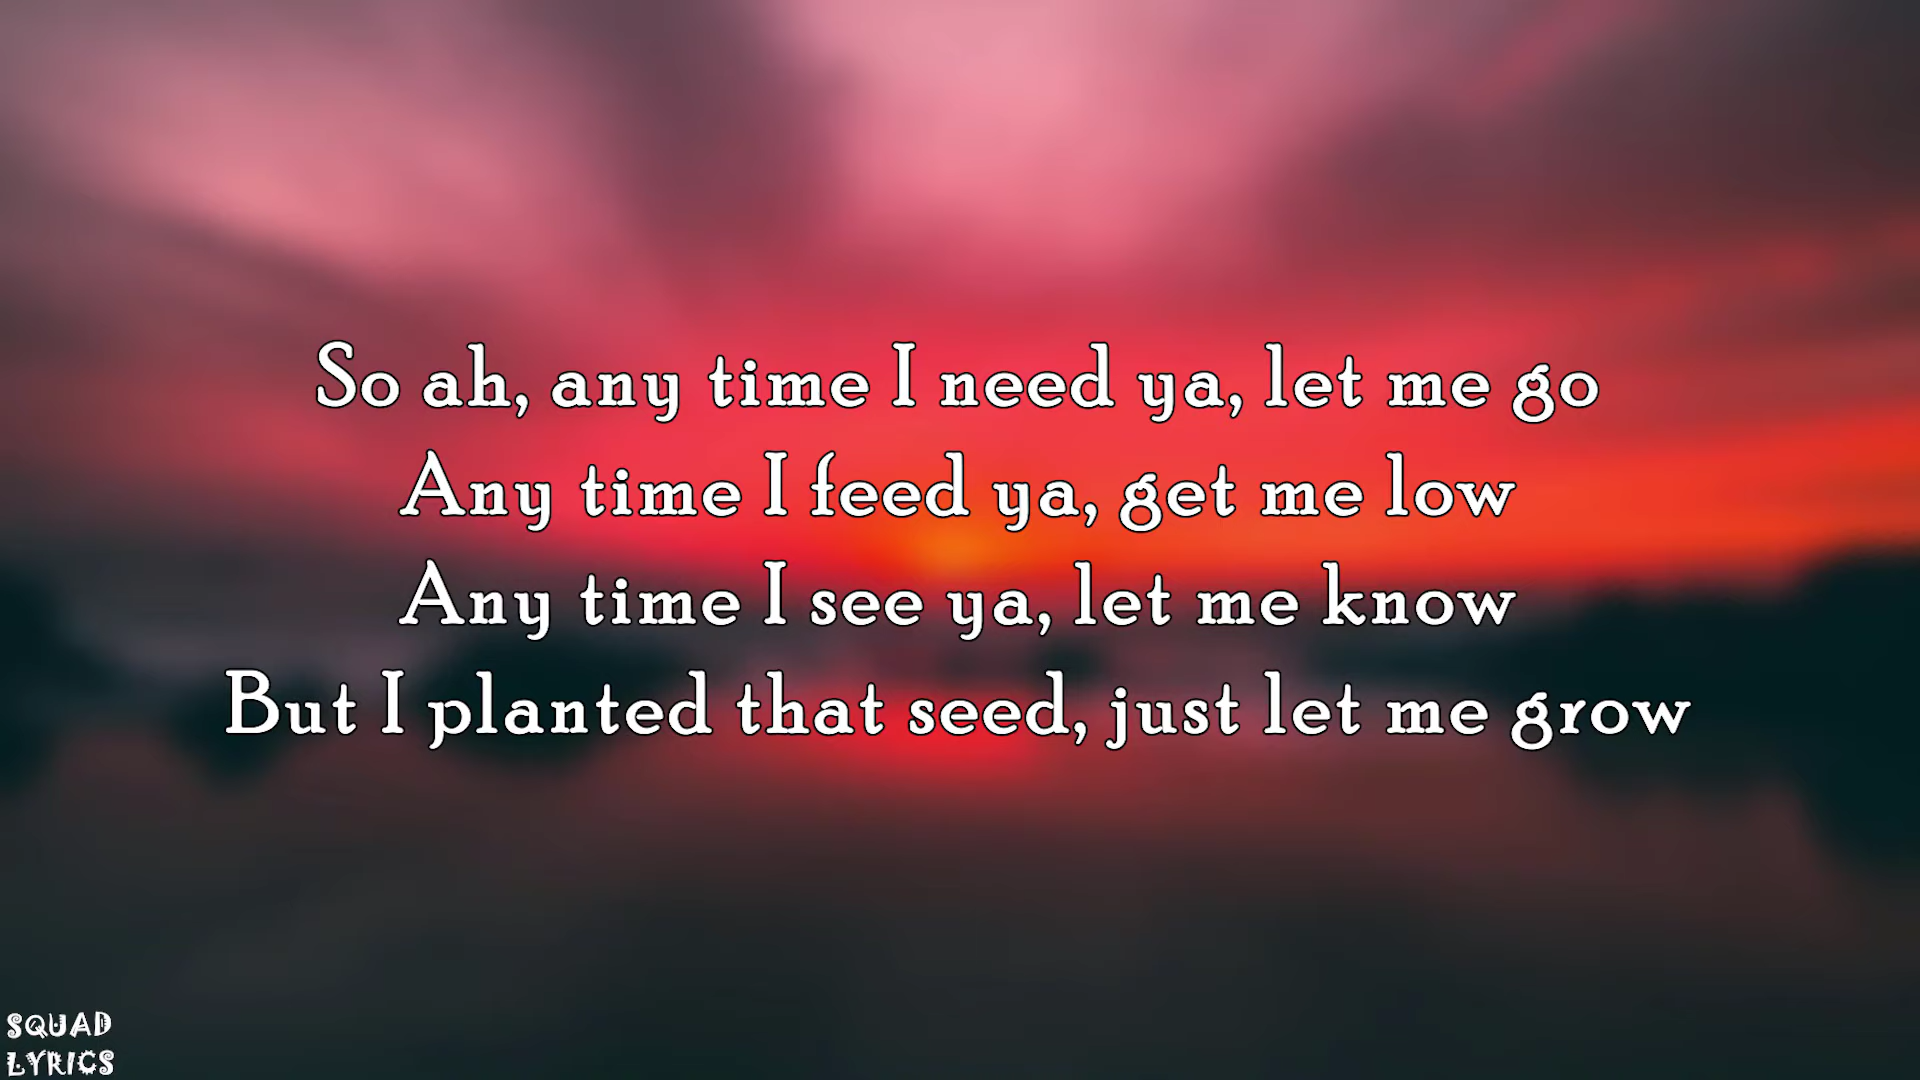 So ah, any time I need ya, let me go
Any time I feed ya, get me low
Any time I see ya, let me know
But I planted that seed, just let me grow
SQUAD
LYRICS